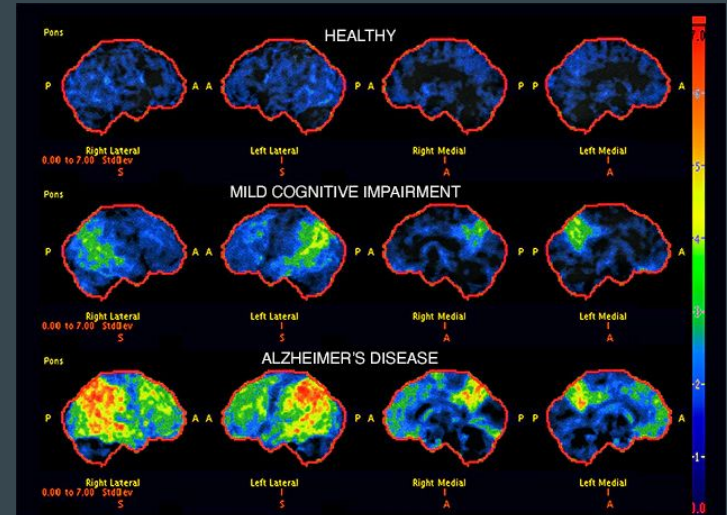 Pons
HEALTHY
P A A P P A P A
Right Lateral Left Lateral Right Medial Left Medial
0.00 to 7.00 StdDev
S I I I
S A A
Pons
MILD COGNITIVE IMPAIRMENT
P A A P P A P P A
Right Lateral Left Lateral Right Medial Left Medial
0.00 to 7.00 StdDev
S I I I
S A A
Pons
ALZHEIMER'S DISEASE
P A A P A P P A
Right Lateral Left Lateral Right Medial Left Medial
0.00 to 7.00 StdDev
S I I I
S A A
7.0
6
5
4
3
2
1
0.0